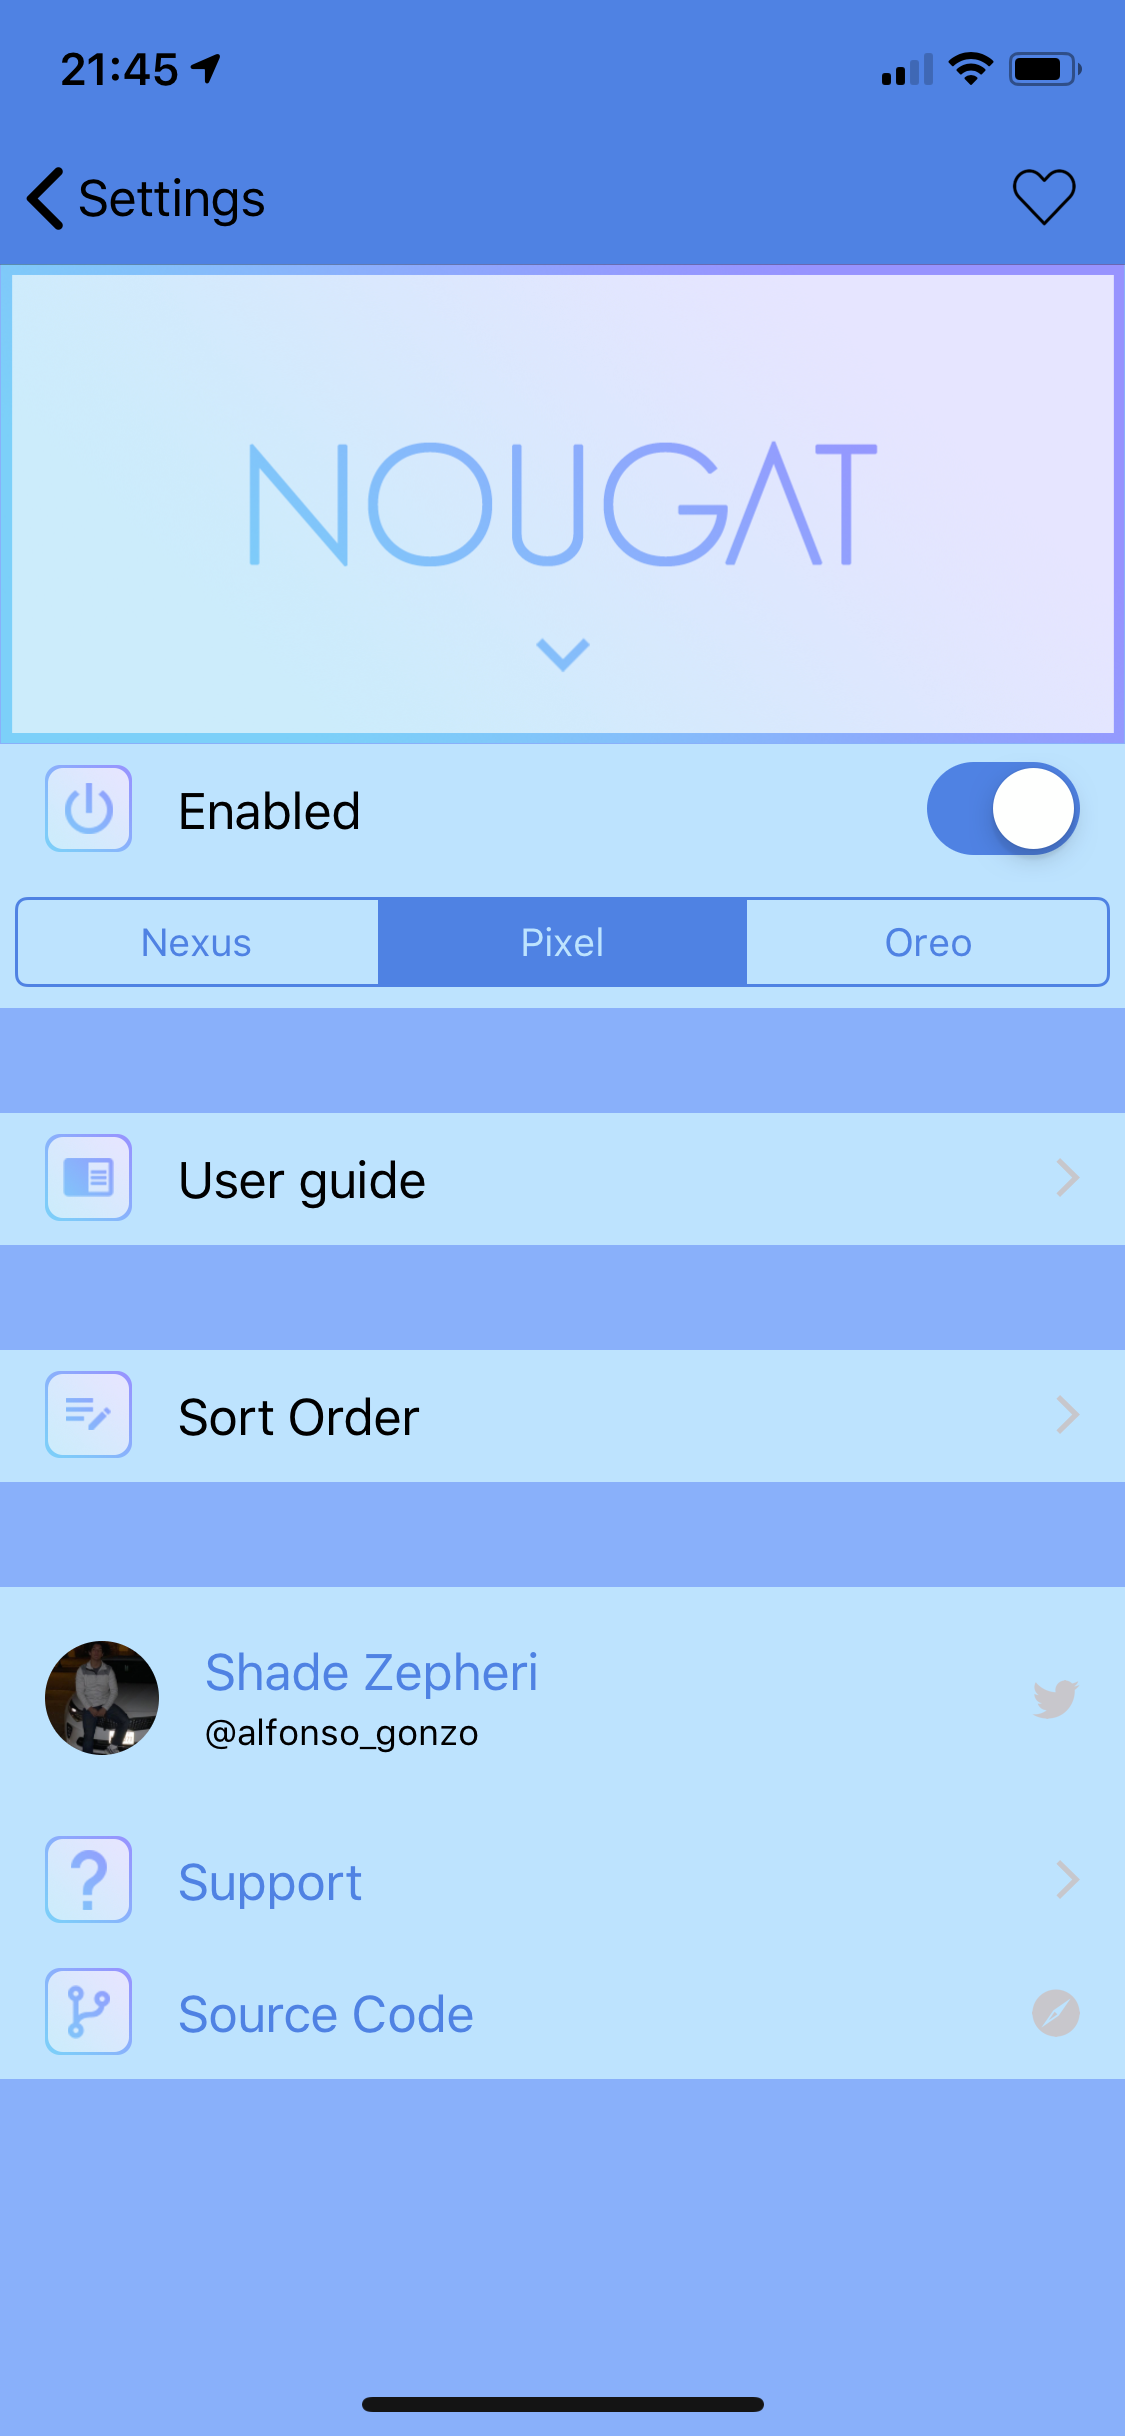 21:45
Settings
NOUGAT
Enabled
Nexus Pixel Oreo
User guide
Sort Order
Shade Zepheri
@alfonso_gonzo
Support
Source Code